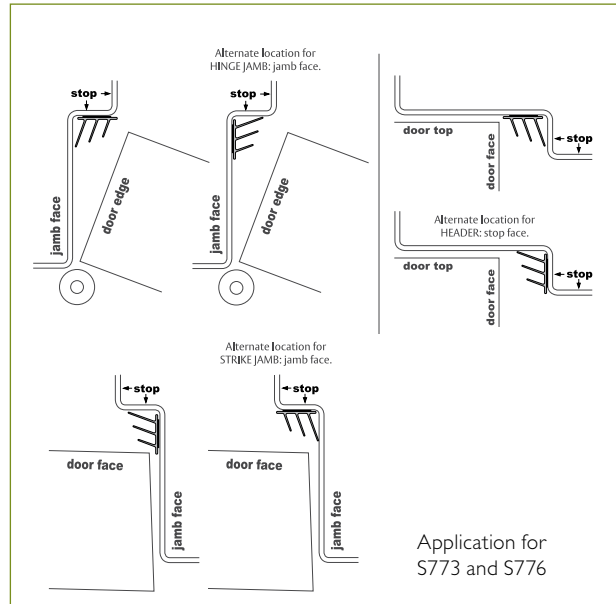 Alternate location for
HINGE JAMB: jamb face.
stop
jamb face
door edge
stop
jamb face
door edge
door top
door face
stop
Alternate location for
HEADER: stop face.
door top
door face
stop
Alternate location for
STRIKE JAMB: jamb face.
stop
door face
jamb face
stop
door face
jamb face
Application for
S773 and S776